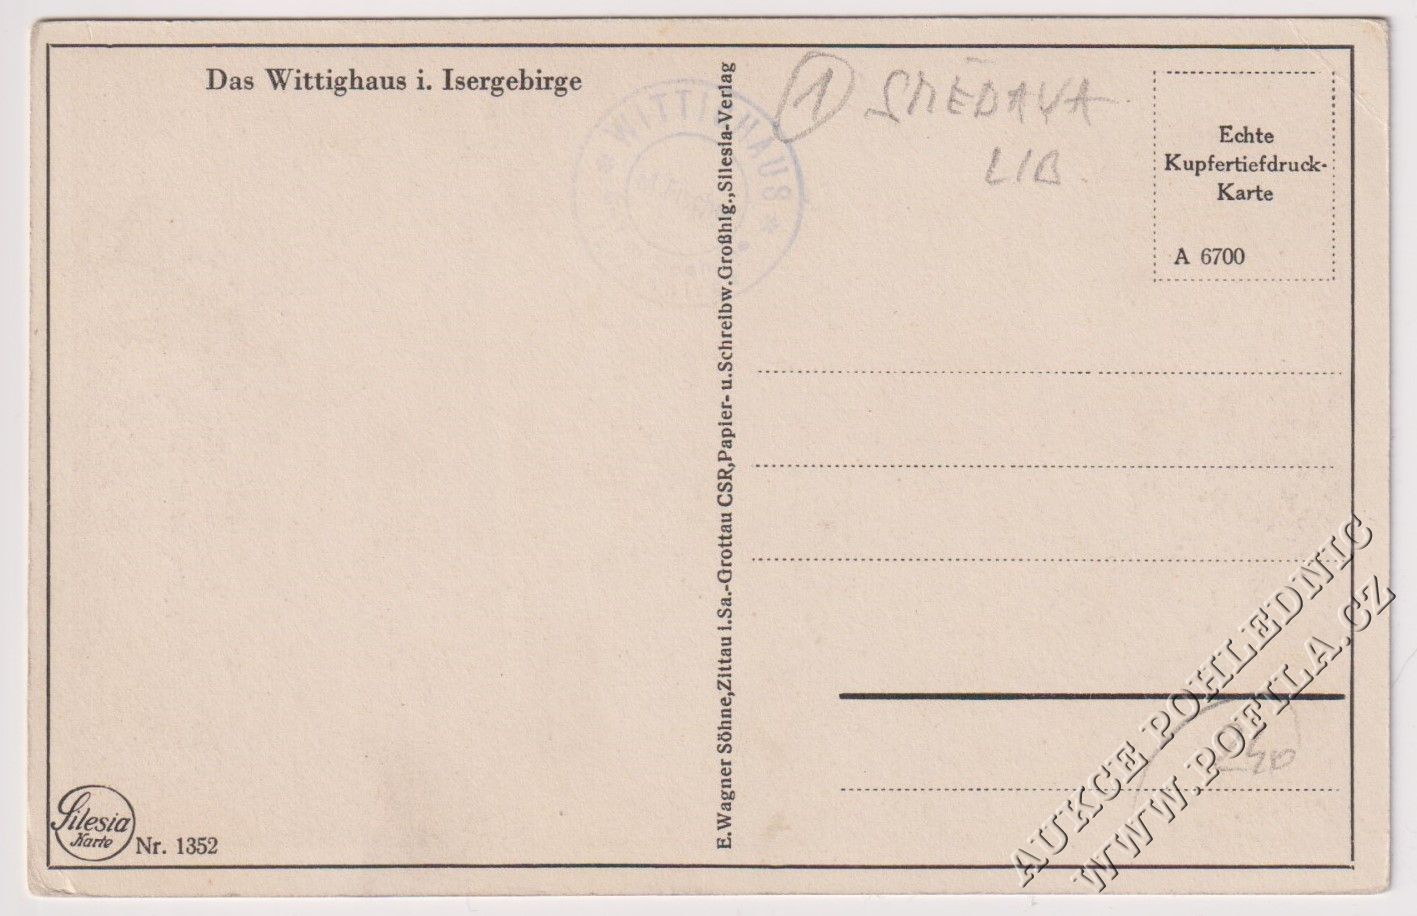 Das Wittighaus i. Isergebirge
WITTIGHAUS
1 SMĚDAVA
LIB
Echte
Kupfertiefdruck-
Karte
A 6700
E.Wagner Söhne,Zittau i.Sa.-Grottau CSR,Papier- u.Schreibw.Großhlg.,Silesia-Verlag
Silesia
Karte
Nr. 1352
AUKCE POHLEDNIC
WWW.POFILA.CZ